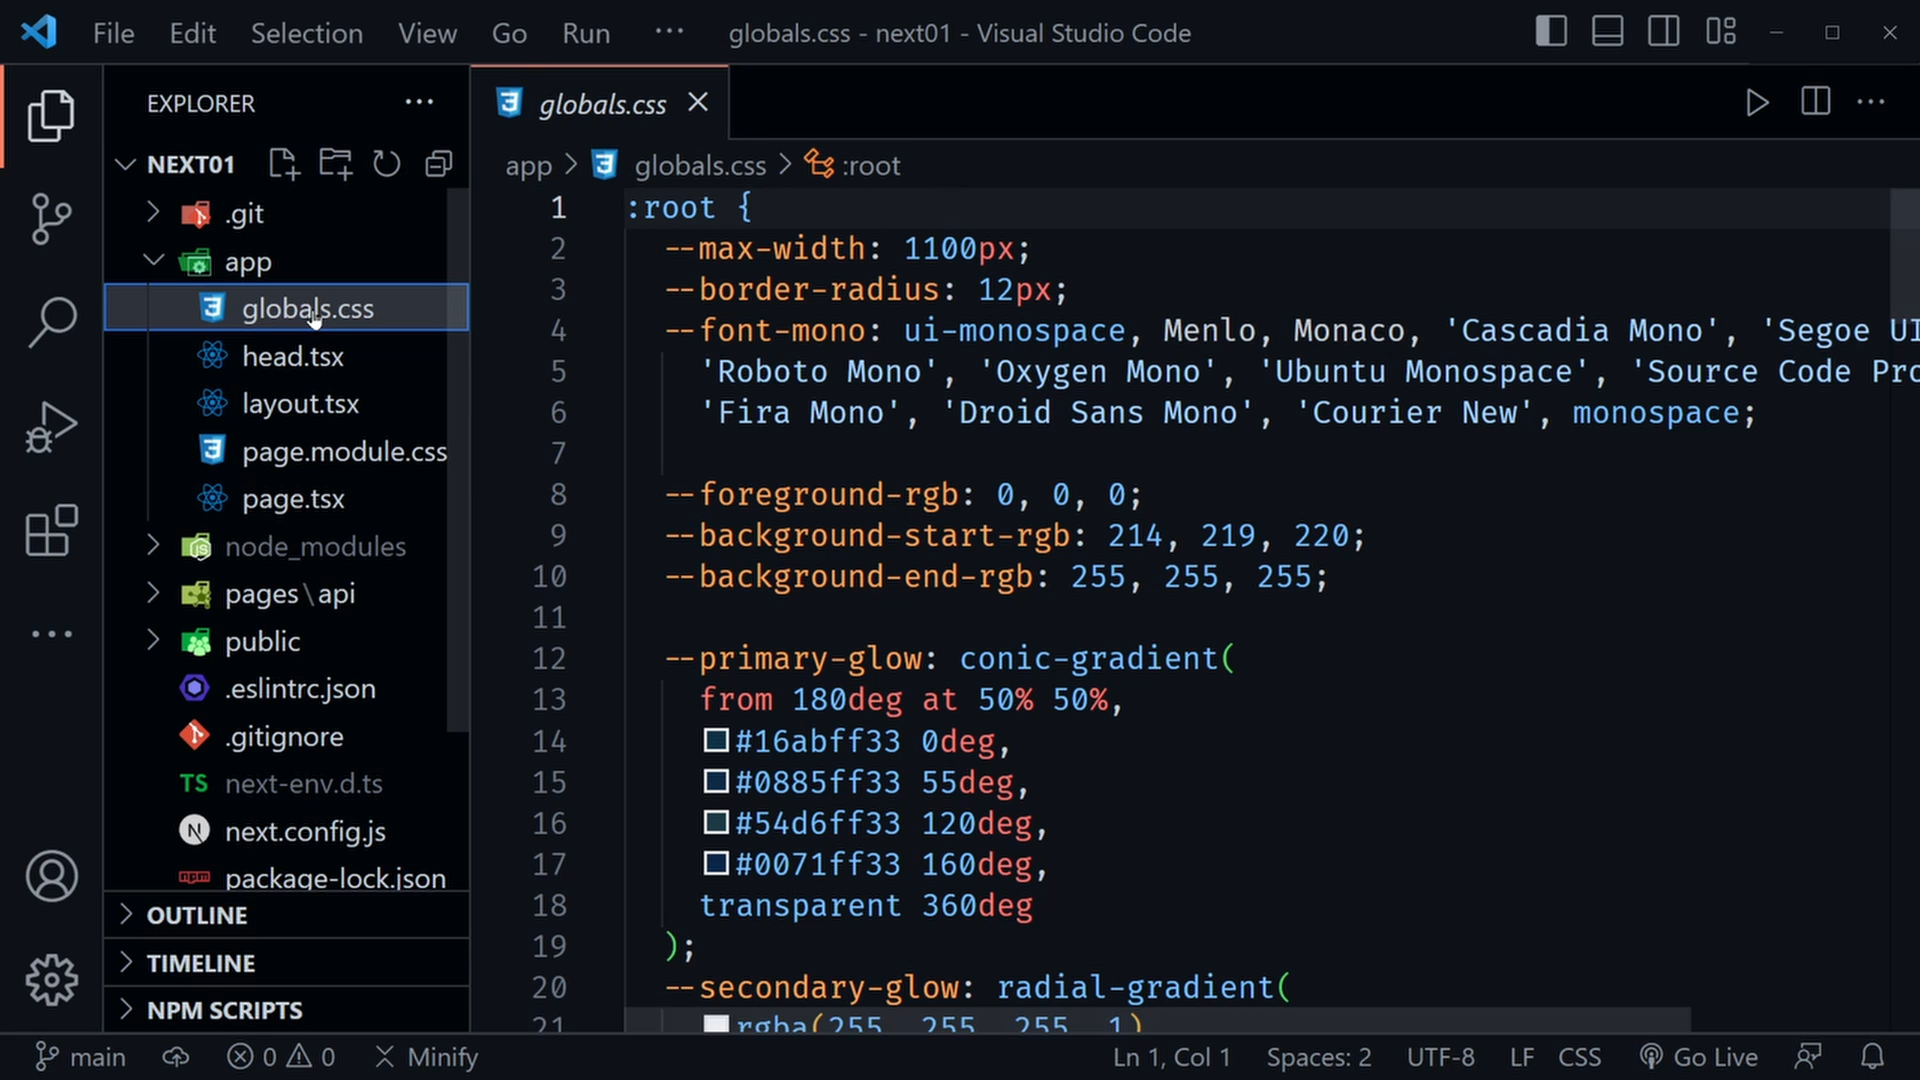 File Edit Selection View Go Run ··· globals.css - next01 - Visual Studio Code
EXPLORER
NEXT01
.git
app
globals.css
head.tsx
layout.tsx
page.module.css
page.tsx
node_modules
pages\api
public
.eslintrc.json
.gitignore
TS next-env.d.ts
N next.config.js
npm package-lock.json
OUTLINE
TIMELINE
NPM SCRIPTS
globals.css
app > globals.css > :root
1 :root {
2 --max-width: 1100px;
3 --border-radius: 12px;
4 --font-mono: ui-monospace, Menlo, Monaco, 'Cascadia Mono', 'Segoe UI
5 'Roboto Mono', 'Oxygen Mono', 'Ubuntu Monospace', 'Source Code Pro
6 'Fira Mono', 'Droid Sans Mono', 'Courier New', monospace;
7
8 --foreground-rgb: 0, 0, 0;
9 --background-start-rgb: 214, 219, 220;
10 --background-end-rgb: 255, 255, 255;
11
12 --primary-glow: conic-gradient(
13 from 180deg at 50% 50%,
14 #16abff33 0deg,
15 #0885ff33 55deg,
16 #54d6ff33 120deg,
17 #0071ff33 160deg,
18 transparent 360deg
19 );
20 --secondary-glow: radial-gradient(
21 rgba(255, 255, 255, 1)
main 0 0 Minify Ln 1, Col 1 Spaces: 2 UTF-8 LF CSS Go Live